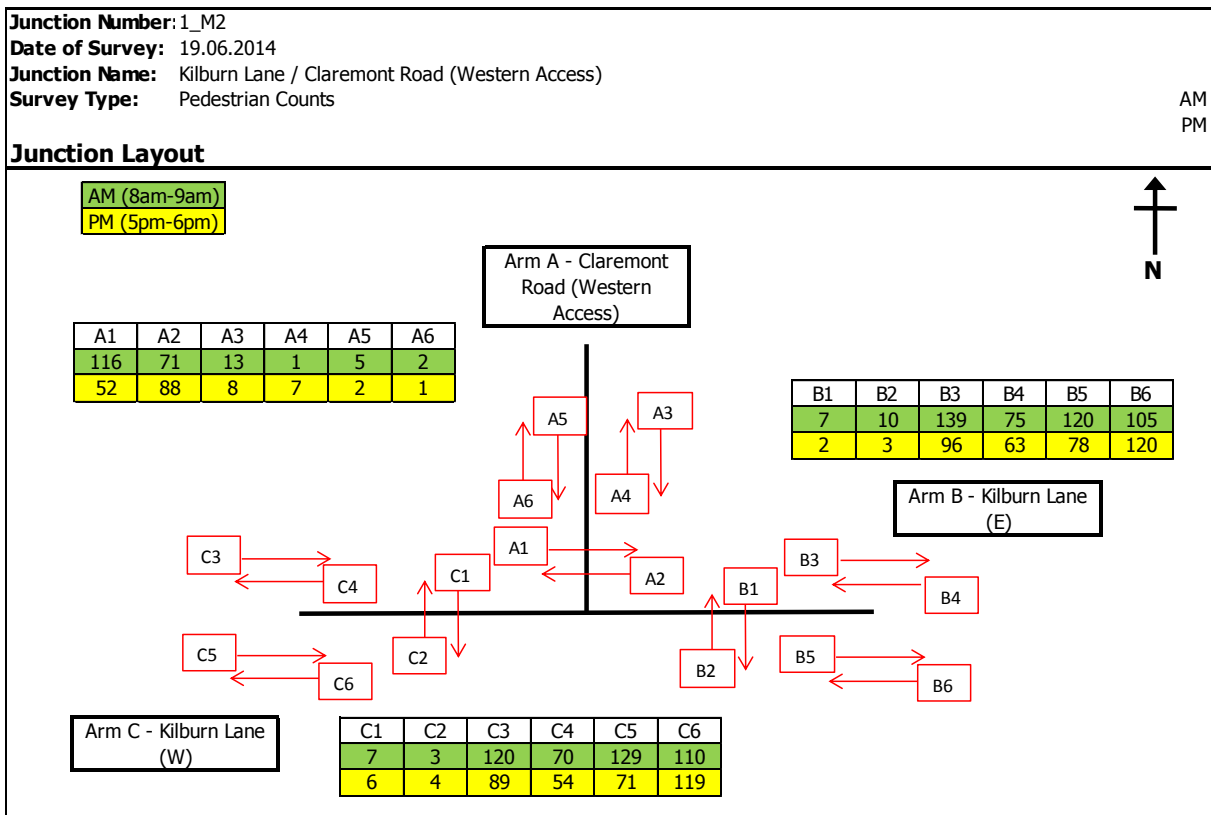 Junction Number: 1_M2
Date of Survey: 19.06.2014
Junction Name: Kilburn Lane / Claremont Road (Western Access)
Survey Type: Pedestrian Counts
AM
PM
Junction Layout
AM (8am-9am)
PM (5pm-6pm)
N
Arm A - Claremont
Road (Western
Access)
A1 A2 A3 A4 A5 A6
116 71 13 1 5 2
52 88 8 7 2 1
B1 B2 B3 B4 B5 B6
7 10 139 75 120 105
2 3 96 63 78 120
A5
A3
A6
A4
Arm B - Kilburn Lane
(E)
A1
A2
C3
C4
C1
B1
B3
B4
C5
C6
C2
B2
B5
B6
Arm C - Kilburn Lane
(W)
C1 C2 C3 C4 C5 C6
7 3 120 70 129 110
6 4 89 54 71 119